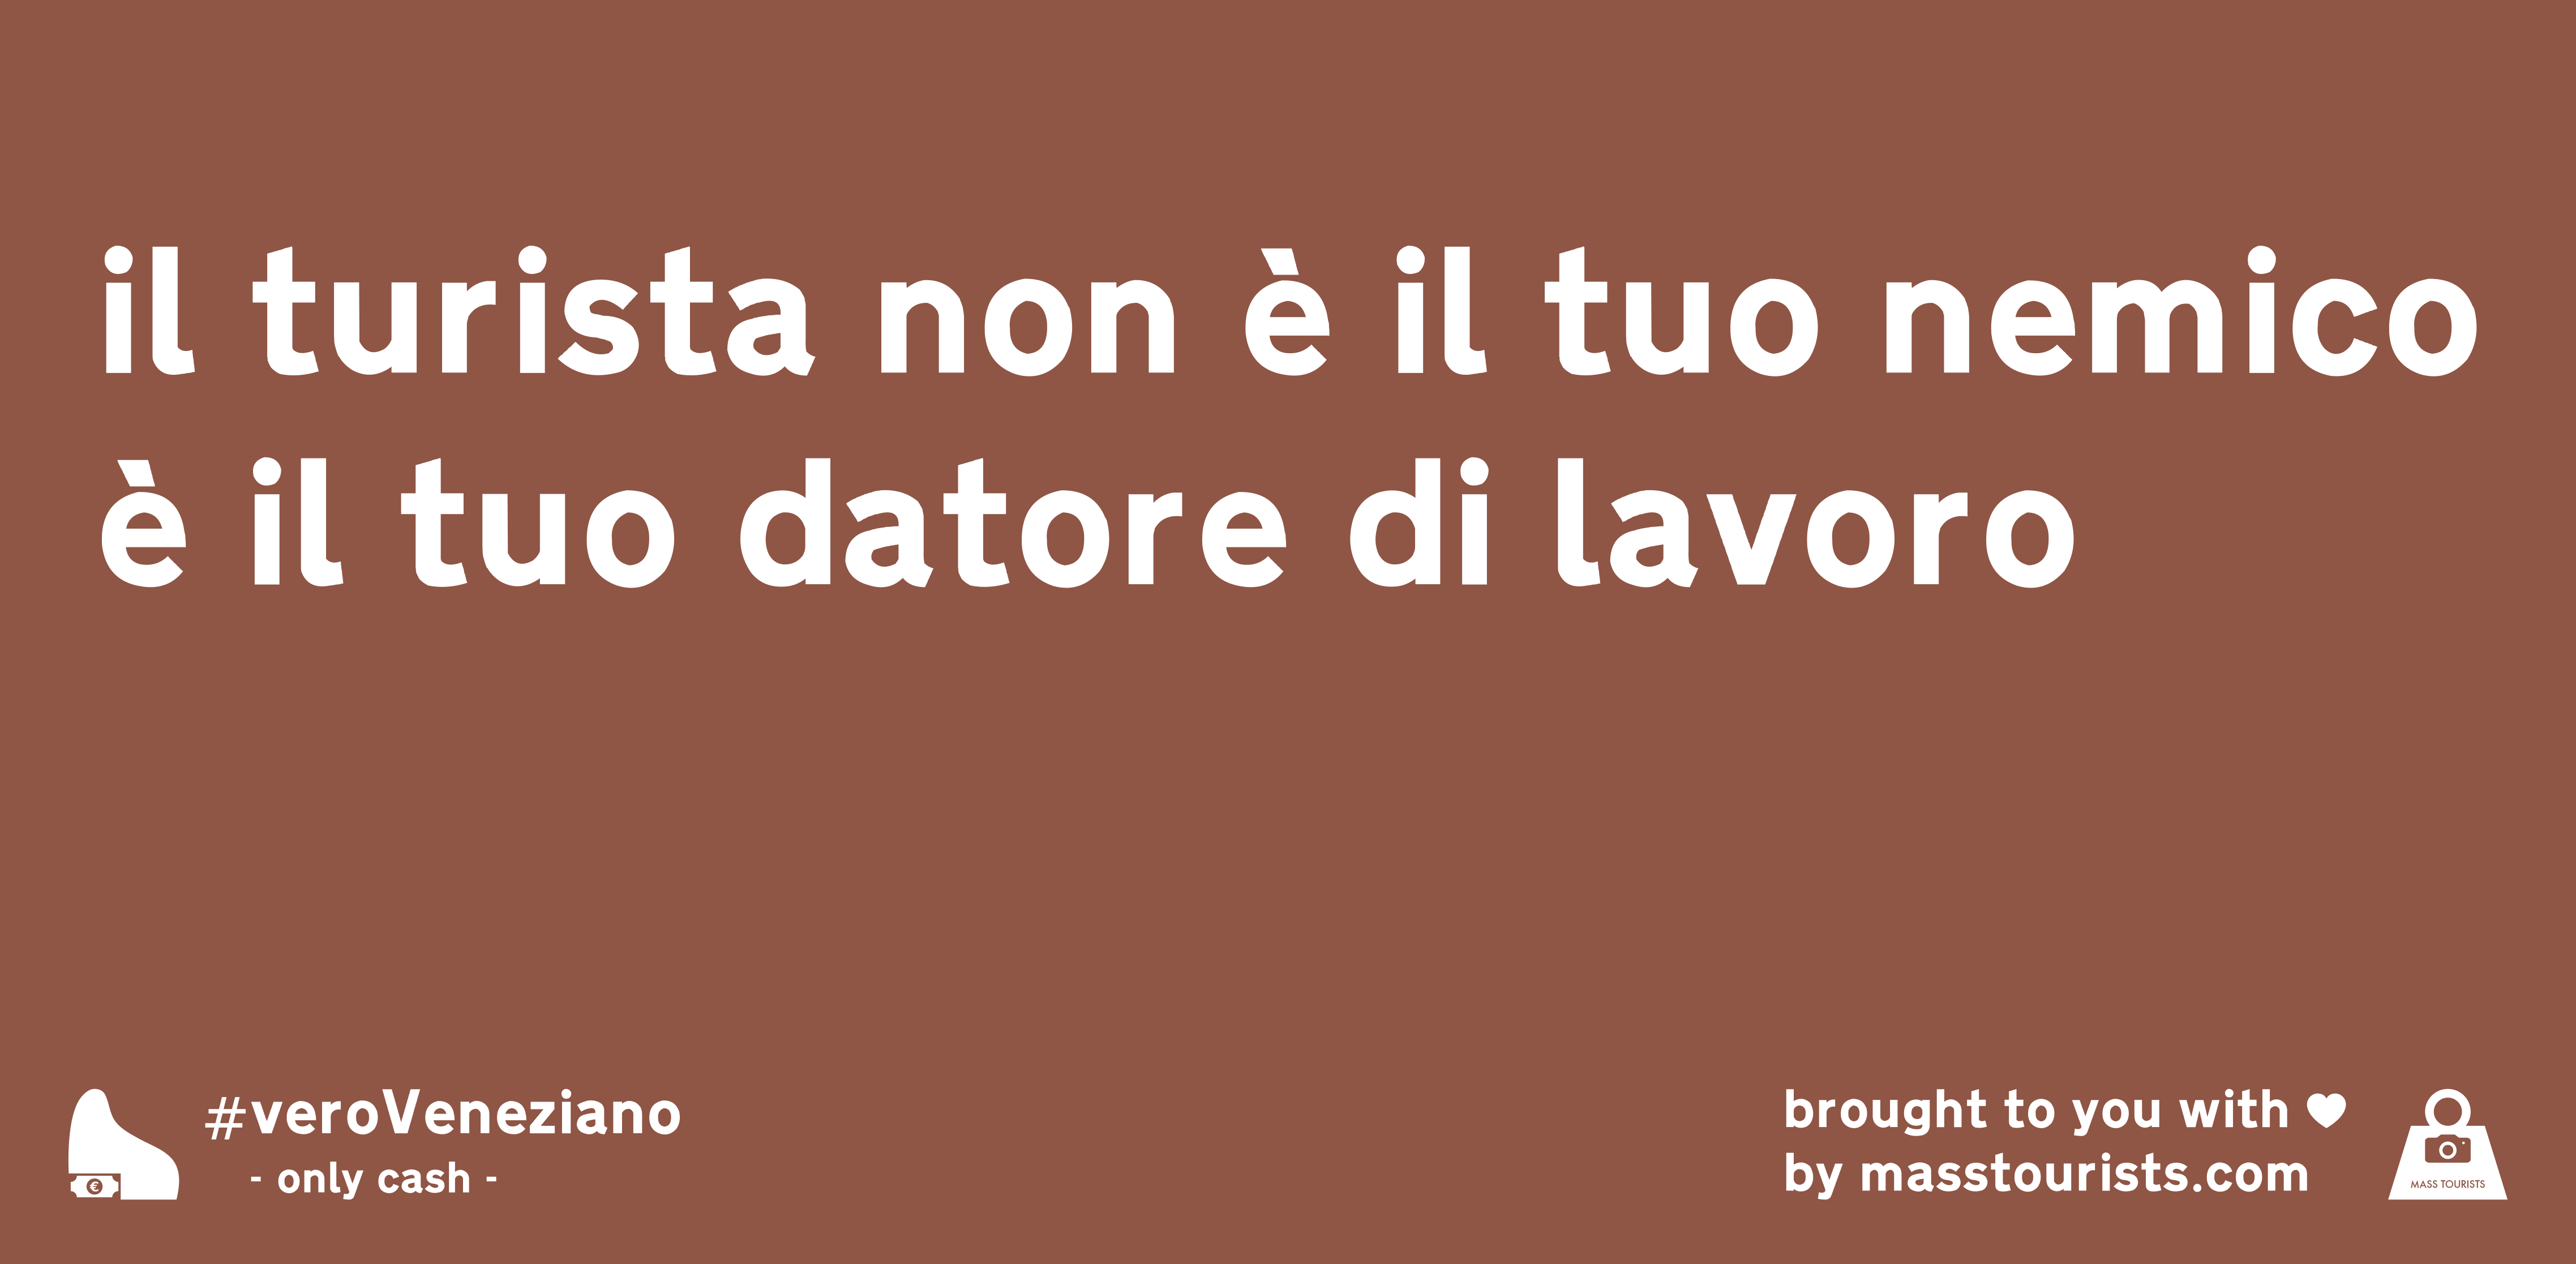 il turista non è il tuo nemico
è il tuo datore di lavoro
#veroVeneziano
- only cash -
€
brought to you with ♥
by masstourists.com
MASS TOURISTS